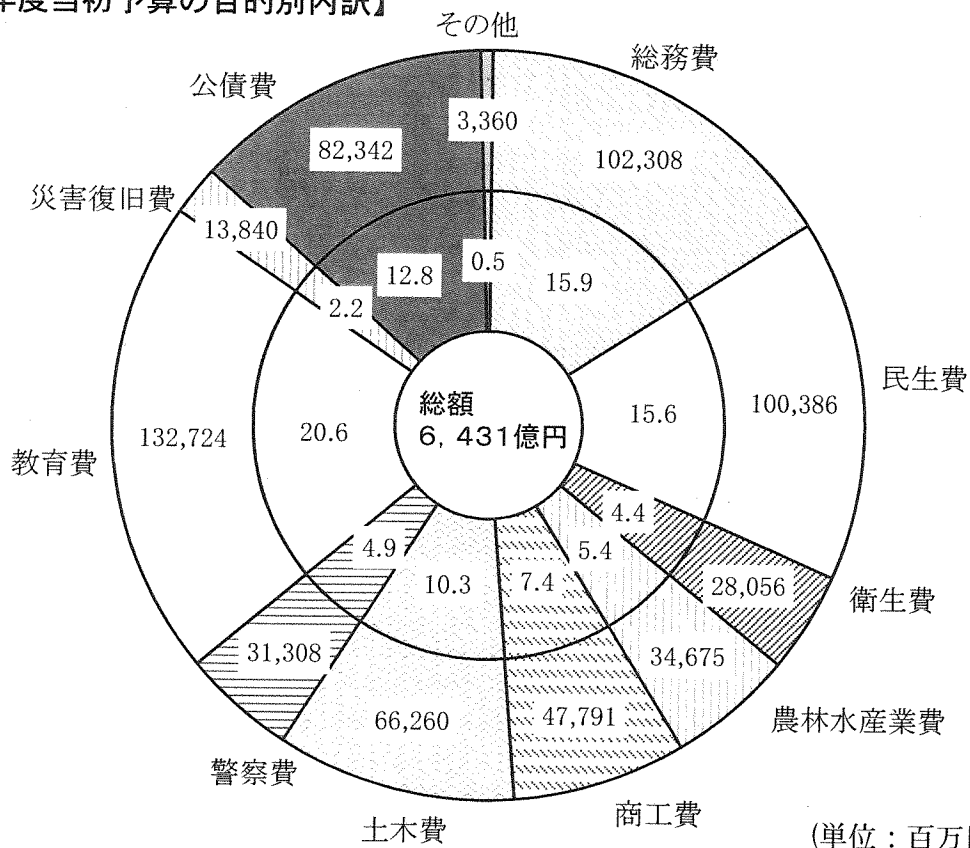 年度当初予算の目的別内訳】
その他
総務費
公債費
3,360
82,342
102,308
災害復旧費
13,840
12.8
0.5
15.9
2.2
民生費
総額
6,431億円
15.6
100,386
20.6
132,724
教育費
4.4
4.9
5.4
10.3
7.4
28,056
衛生費
31,308
34,675
66,260
47,791
農林水産業費
警察費
商工費
土木費
(単位：百万